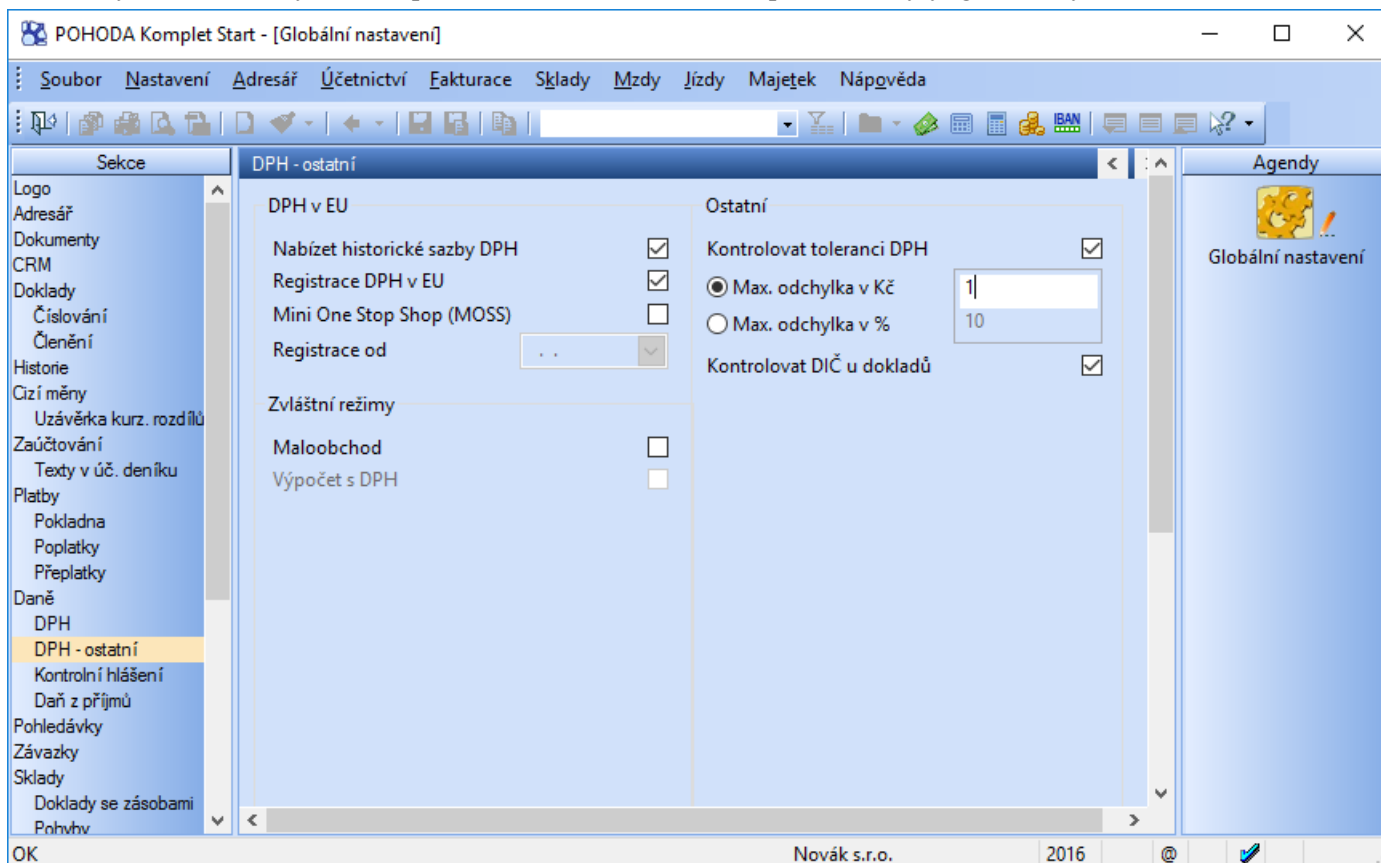 POHODA Komplet Start - [Globální nastavení]
Soubor Nastavení Adresář Účetnictví Fakturace Sklady Mzdy Jízdy Majetek Nápověda
IBAN
Sekce
Logo
Adresář
Dokumenty
CRM
Doklady
Číslování
Členění
Historie
Cizí měny
Uzávěrka kurz. rozdílů
Zaúčtování
Texty v úč. deníku
Platby
Pokladna
Poplatky
Přeplatky
Daně
DPH
DPH - ostatní
Kontrolní hlášení
Daň z příjmů
Pohledávky
Závazky
Sklady
Doklady se zásobami
Pohyby
DPH - ostatní
DPH v EU
Nabízet historické sazby DPH
Registrace DPH v EU
Mini One Stop Shop (MOSS)
Registrace od . .
Zvláštní režimy
Maloobchod
Výpočet s DPH
Ostatní
Kontrolovat toleranci DPH
Max. odchylka v Kč 1
Max. odchylka v % 10
Kontrolovat DIČ u dokladů
Agendy
Globální nastavení
OK Novák s.r.o. 2016 @